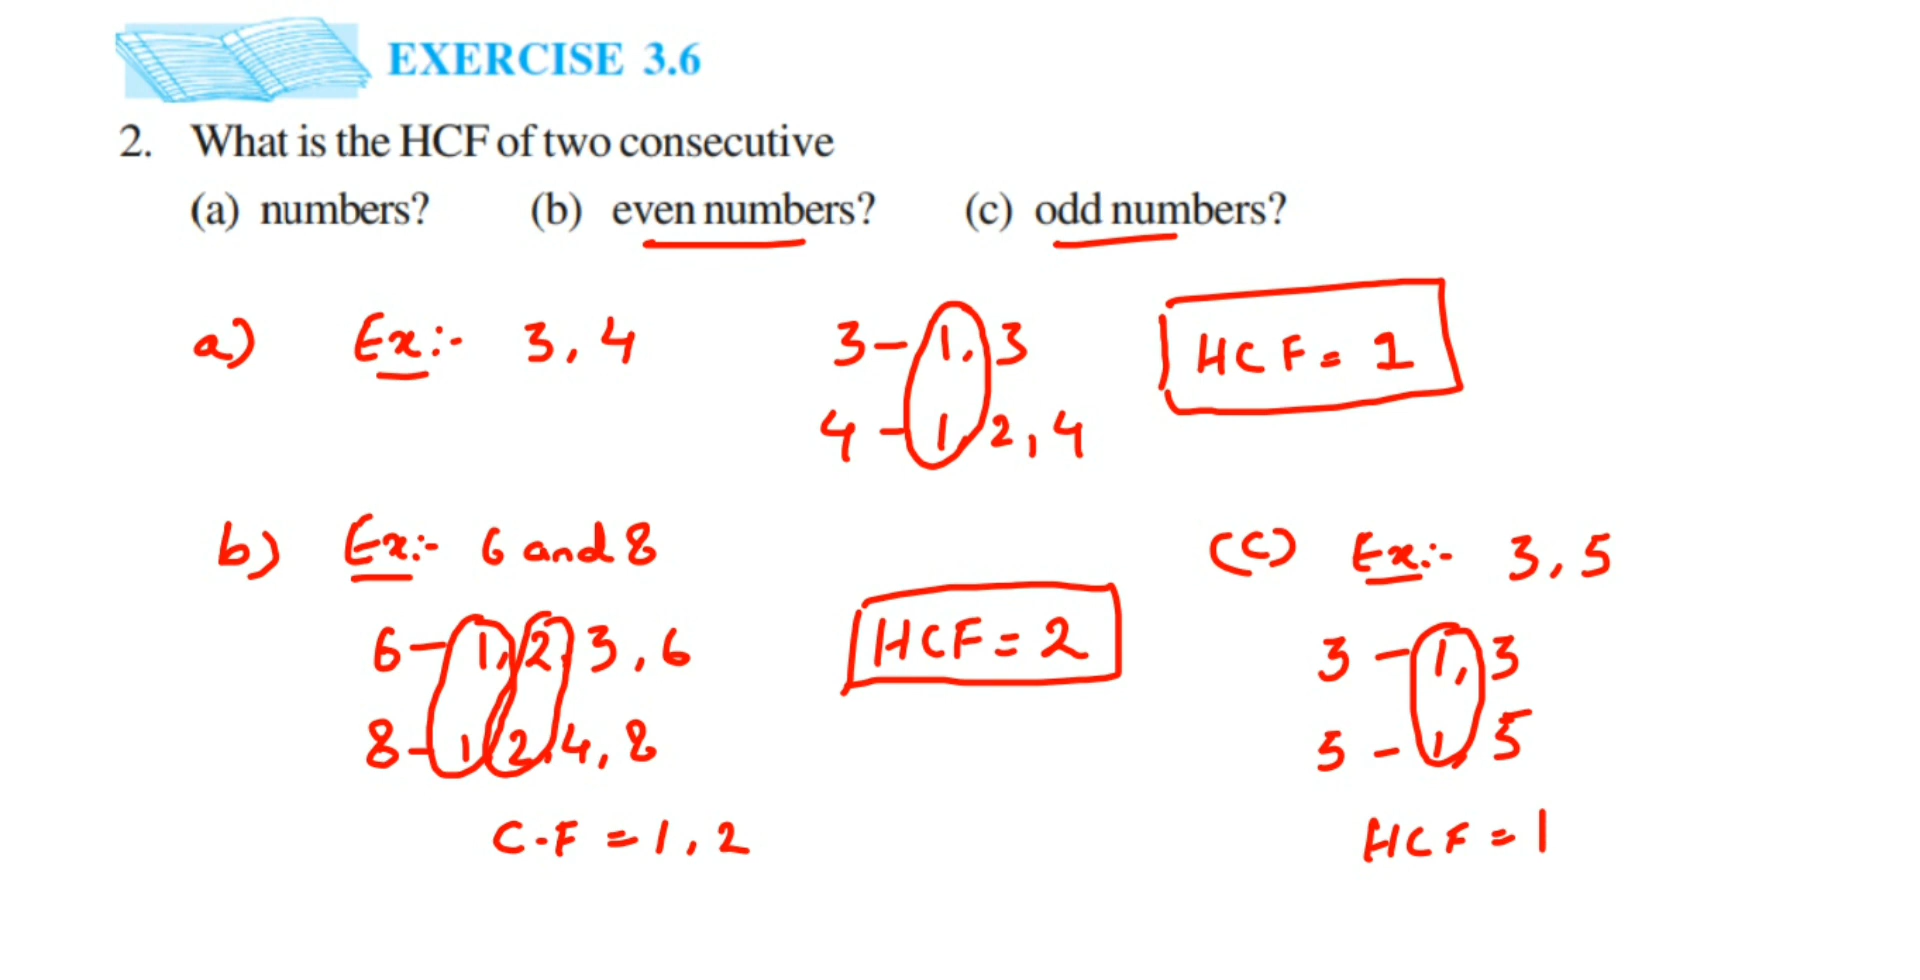 EXERCISE 3.6
2. What is the HCF of two consecutive
(a) numbers? (b) even numbers? (c) odd numbers?
a) Ex:- 3, 4
3 - 1, 3
4 - 1, 2, 4
HCF = 1
b) Ex:- 6 and 8
6 - 1, 2, 3, 6
8 - 1, 2, 4, 8
C.F = 1, 2
HCF = 2
(C) Ex:- 3, 5
3 - 1, 3
5 - 1, 5
HCF = 1